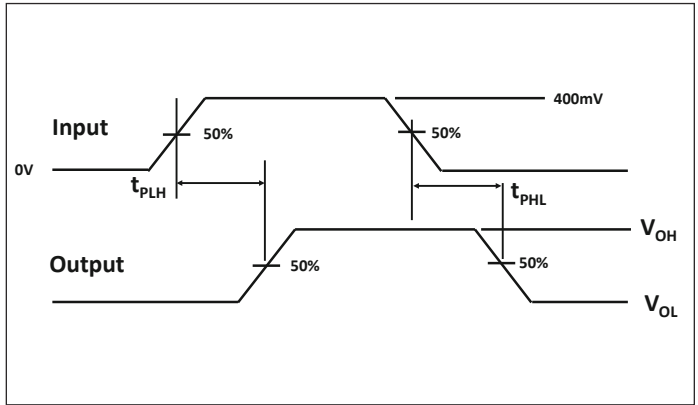 400mV
Input
50%
50%
0V
tPLH
tPHL
VOH
Output
50%
50%
VOL